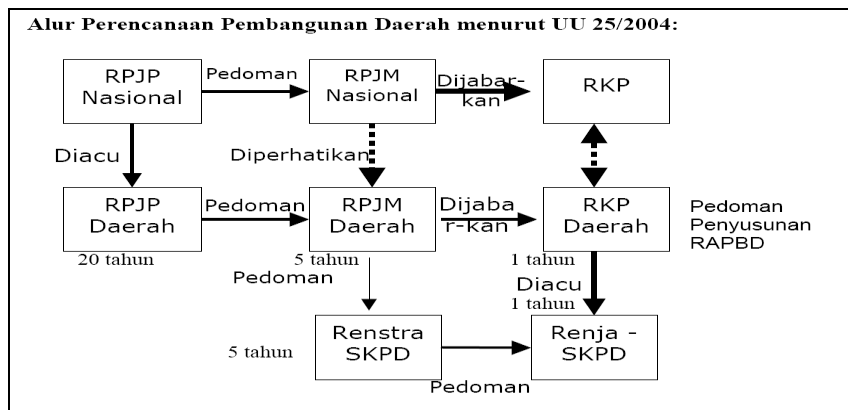 Alur Perencanaan Pembangunan Daerah menurut UU 25/2004:
RPJP
Nasional
Pedoman
RPJM
Nasional
Dijabar-
kan
RKP
Diacu
Diperhatikan
RPJP
Daerah
Pedoman
RPJM
Daerah
Dijaba
r-kan
RKP
Daerah
Pedoman
Penyusunan
RAPBD
20 tahun
5 tahun
1 tahun
Pedoman
Diacu
1 tahun
5 tahun
Renstra
SKPD
Renja -
SKPD
Pedoman